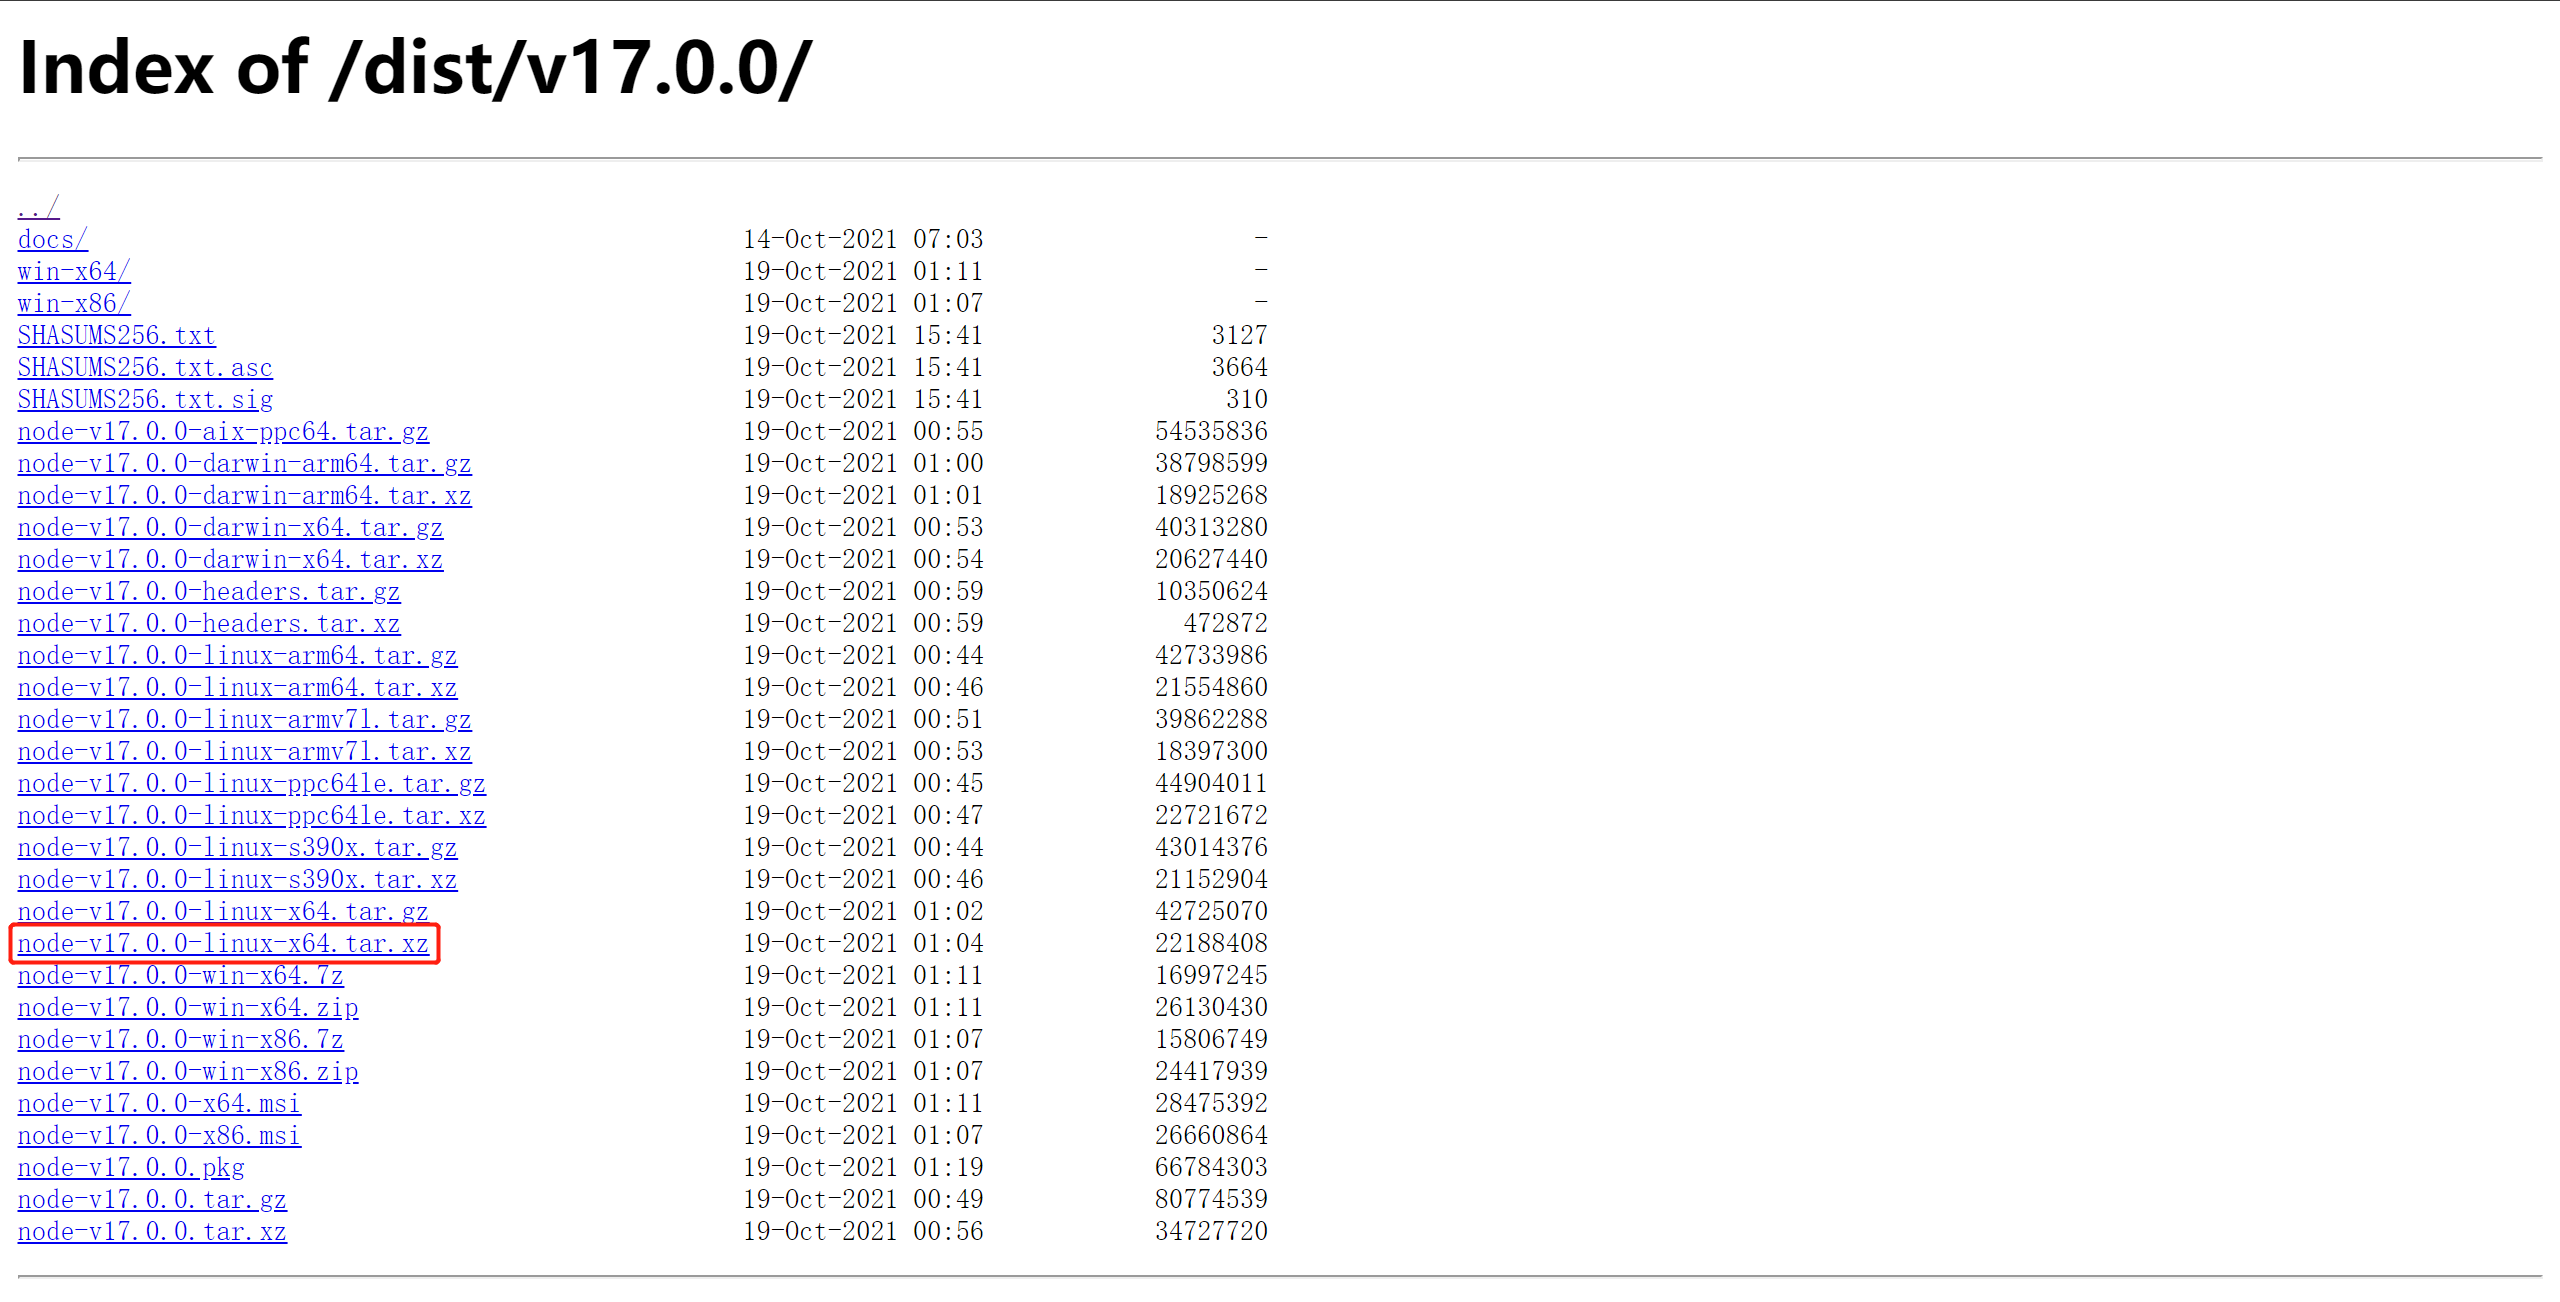 Index of /dist/v17.0.0/
../
docs/ 14-Oct-2021 07:03 -
win-x64/ 19-Oct-2021 01:11 -
win-x86/ 19-Oct-2021 01:07 -
SHASUMS256.txt 19-Oct-2021 15:41 3127
SHASUMS256.txt.asc 19-Oct-2021 15:41 3664
SHASUMS256.txt.sig 19-Oct-2021 15:41 310
node-v17.0.0-aix-ppc64.tar.gz 19-Oct-2021 00:55 54535836
node-v17.0.0-darwin-arm64.tar.gz 19-Oct-2021 01:00 38798599
node-v17.0.0-darwin-arm64.tar.xz 19-Oct-2021 01:01 18925268
node-v17.0.0-darwin-x64.tar.gz 19-Oct-2021 00:53 40313280
node-v17.0.0-darwin-x64.tar.xz 19-Oct-2021 00:54 20627440
node-v17.0.0-headers.tar.gz 19-Oct-2021 00:59 10350624
node-v17.0.0-headers.tar.xz 19-Oct-2021 00:59 472872
node-v17.0.0-linux-arm64.tar.gz 19-Oct-2021 00:44 42733986
node-v17.0.0-linux-arm64.tar.xz 19-Oct-2021 00:46 21554860
node-v17.0.0-linux-armv7l.tar.gz 19-Oct-2021 00:51 39862288
node-v17.0.0-linux-armv7l.tar.xz 19-Oct-2021 00:53 18397300
node-v17.0.0-linux-ppc64le.tar.gz 19-Oct-2021 00:45 44904011
node-v17.0.0-linux-ppc64le.tar.xz 19-Oct-2021 00:47 22721672
node-v17.0.0-linux-s390x.tar.gz 19-Oct-2021 00:44 43014376
node-v17.0.0-linux-s390x.tar.xz 19-Oct-2021 00:46 21152904
node-v17.0.0-linux-x64.tar.gz 19-Oct-2021 01:02 42725070
node-v17.0.0-linux-x64.tar.xz 19-Oct-2021 01:04 22188408
node-v17.0.0-win-x64.7z 19-Oct-2021 01:11 16997245
node-v17.0.0-win-x64.zip 19-Oct-2021 01:11 26130430
node-v17.0.0-win-x86.7z 19-Oct-2021 01:07 15806749
node-v17.0.0-win-x86.zip 19-Oct-2021 01:07 24417939
node-v17.0.0-x64.msi 19-Oct-2021 01:11 28475392
node-v17.0.0-x86.msi 19-Oct-2021 01:07 26660864
node-v17.0.0.pkg 19-Oct-2021 01:19 66784303
node-v17.0.0.tar.gz 19-Oct-2021 00:49 80774539
node-v17.0.0.tar.xz 19-Oct-2021 00:56 34727720